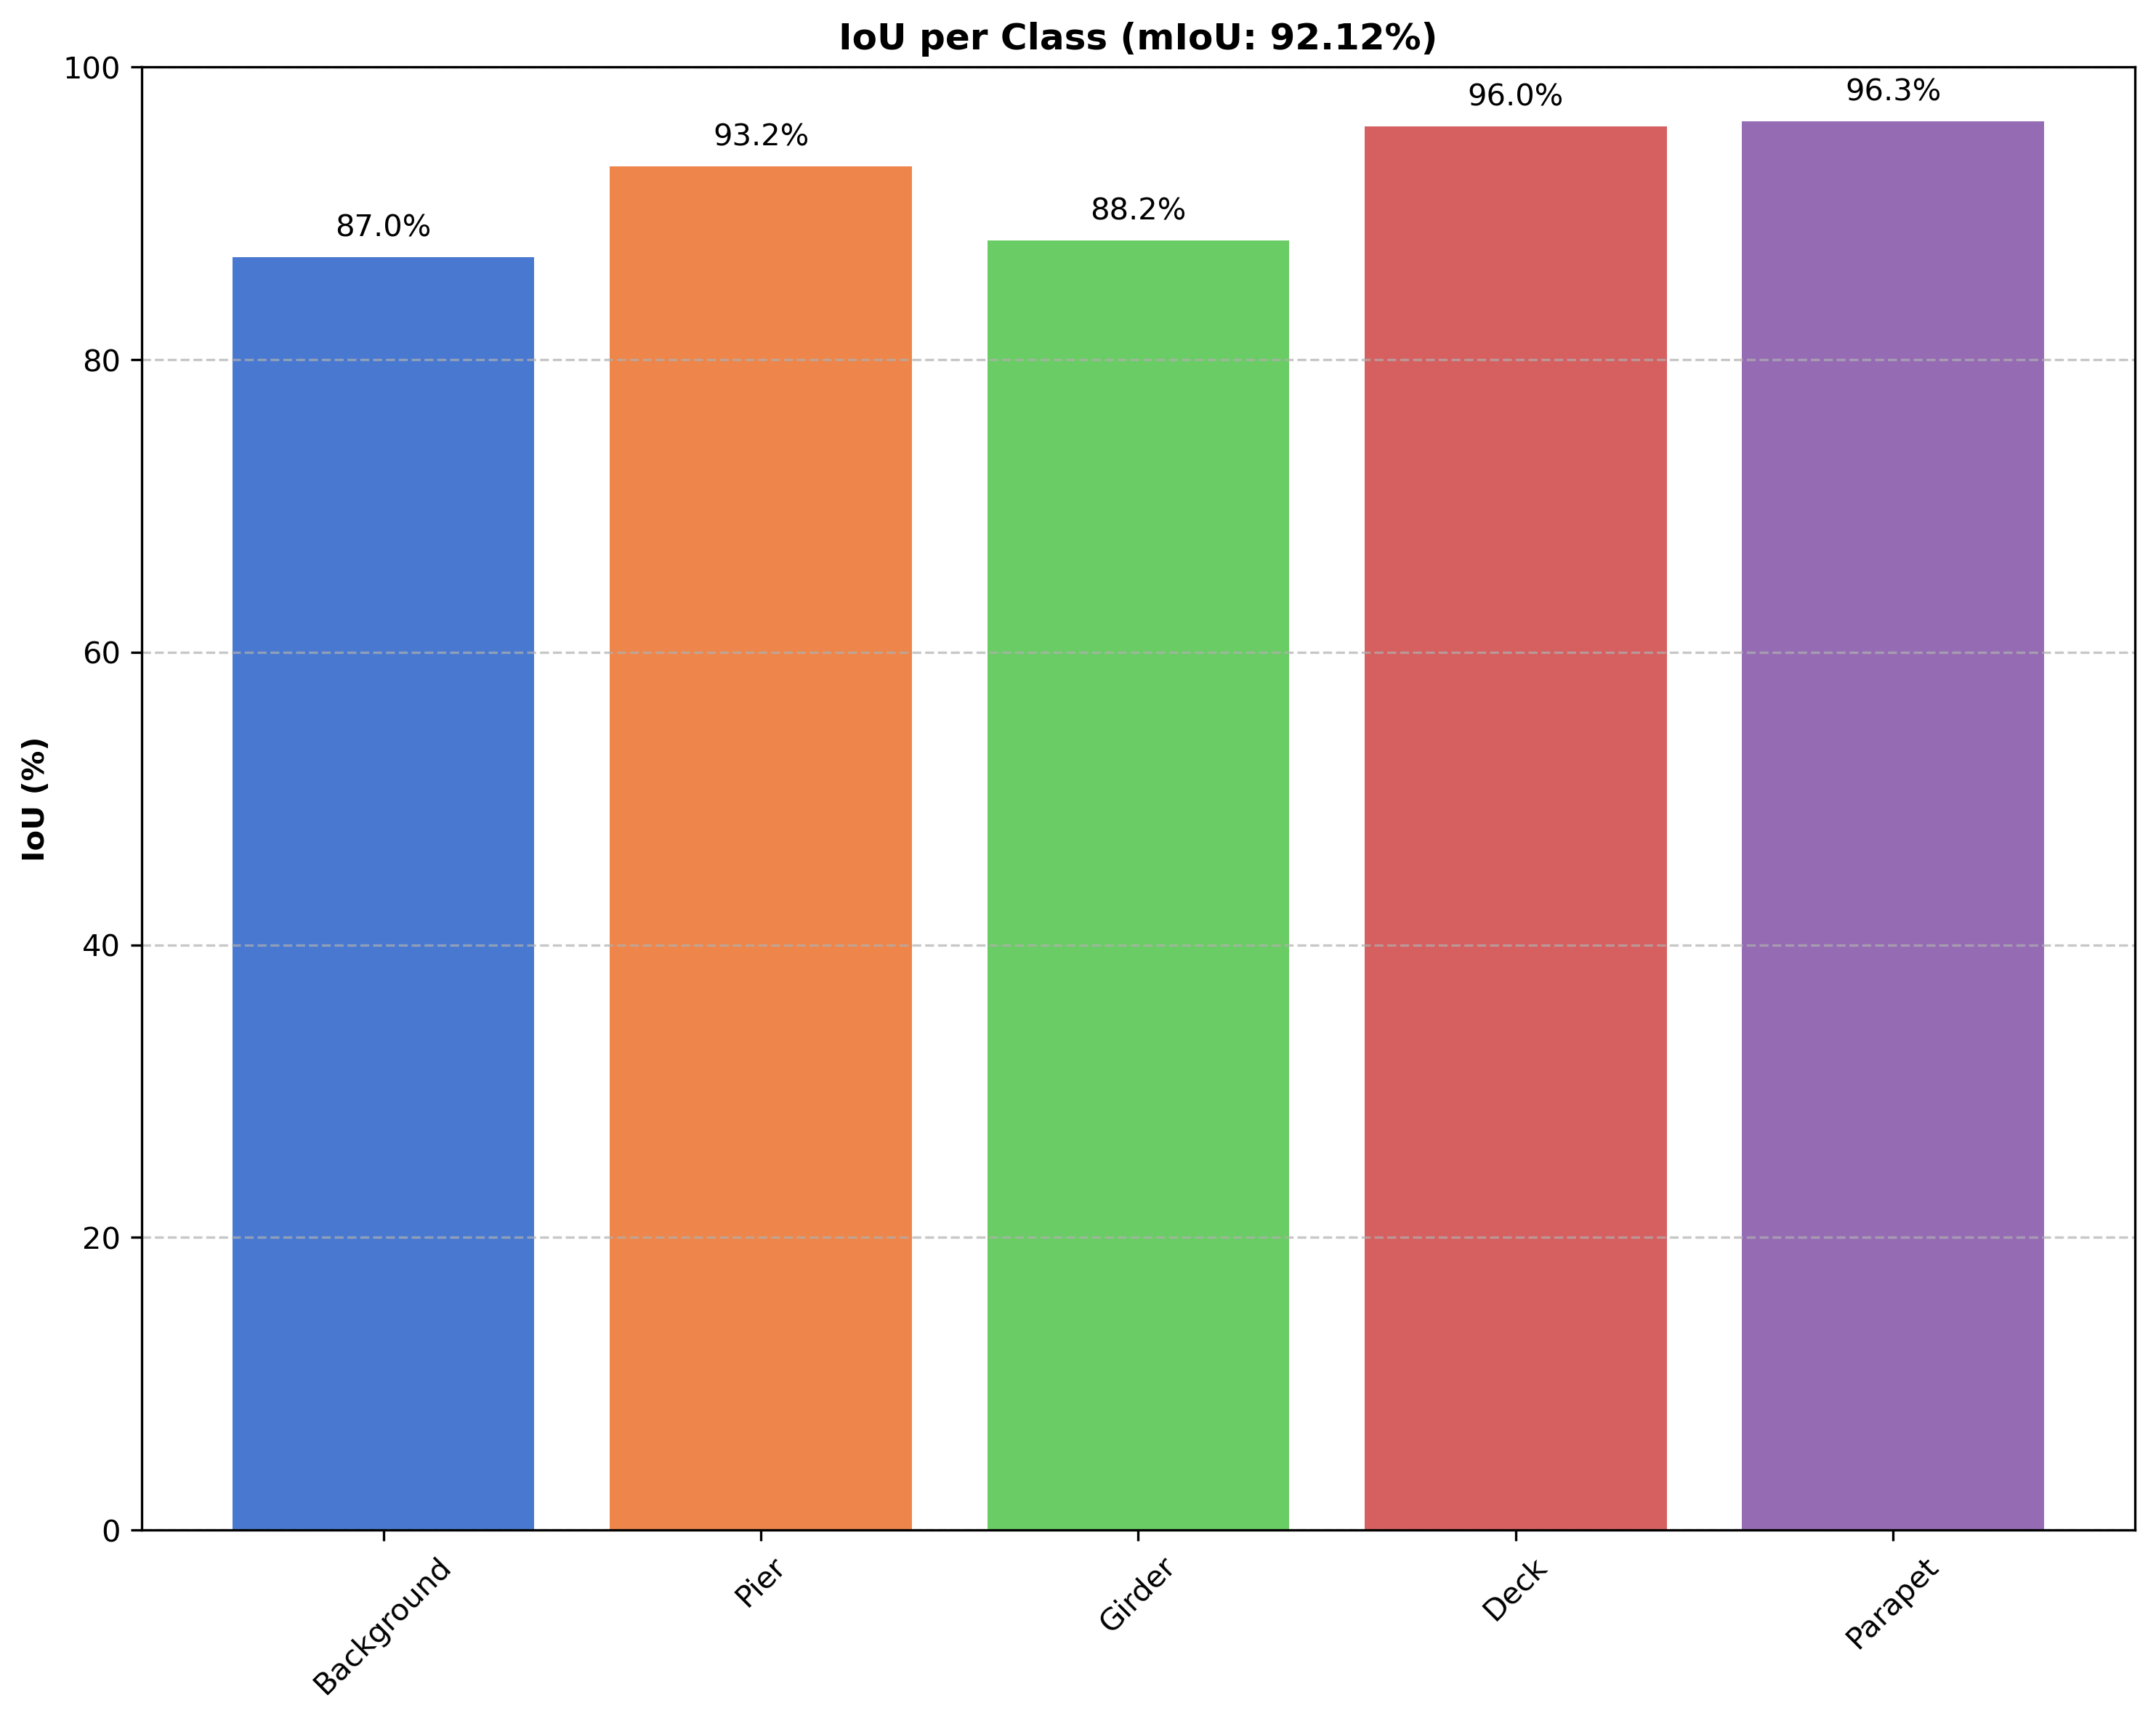 IoU per Class (mIoU: 92.12%)
100
80
60
40
20
0
IoU (%)
87.0%
93.2%
88.2%
96.0%
96.3%
Background
Pier
Girder
Deck
Parapet